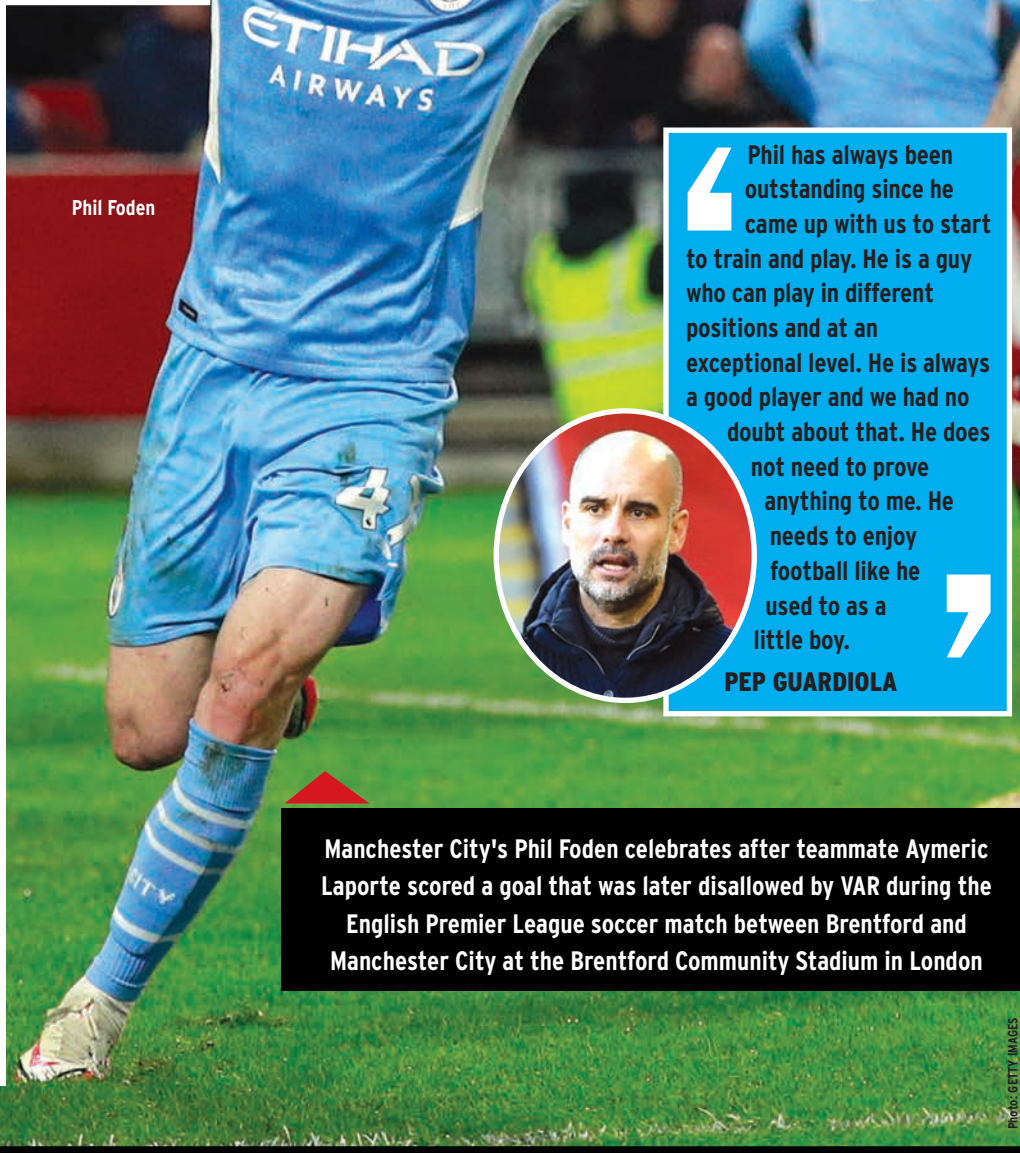 ETIHAD
AIRWAYS
Phil Foden
Phil has always been
outstanding since he
came up with us to start
to train and play. He is a guy
who can play in different
positions and at an
exceptional level. He is always
a good player and we had no
doubt about that. He does
not need to prove
anything to me. He
needs to enjoy
football like he
used to as a
little boy.
PEP GUARDIOLA
Manchester City's Phil Foden celebrates after teammate Aymeric
Laporte scored a goal that was later disallowed by VAR during the
English Premier League soccer match between Brentford and
Manchester City at the Brentford Community Stadium in London
Photo: GETTY IMAGES